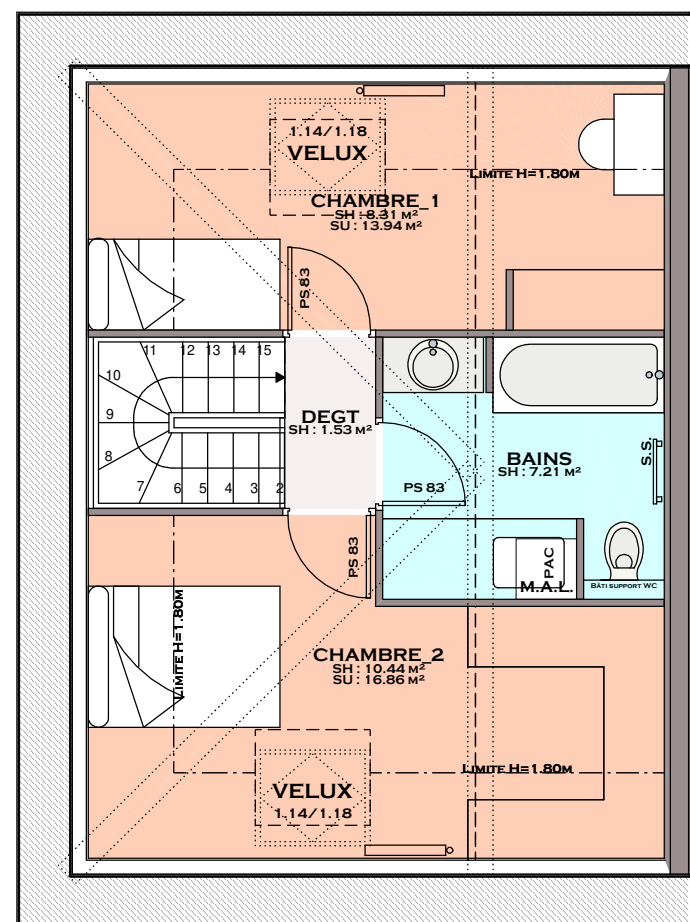 1.14/1.18
VELUX
LIMITE H=1.80M
CHAMBRE_1
SH : 8.31 M²
SU : 13.94 M²
PS 83
11 12 13 14 15
10
9
8
7 6 5 4 3 2
DEGT
SH : 1.53 M²
BAINS
SH : 7.21 M²
S.S.
PS 83
PS 83
PAC
M.A.L.
BÂTI SUPPORT WC
LIMITE H=1.80M
CHAMBRE_2
SH : 10.44 M²
SU : 16.86 M²
LIMITE H=1.80M
VELUX
1.14/1.18